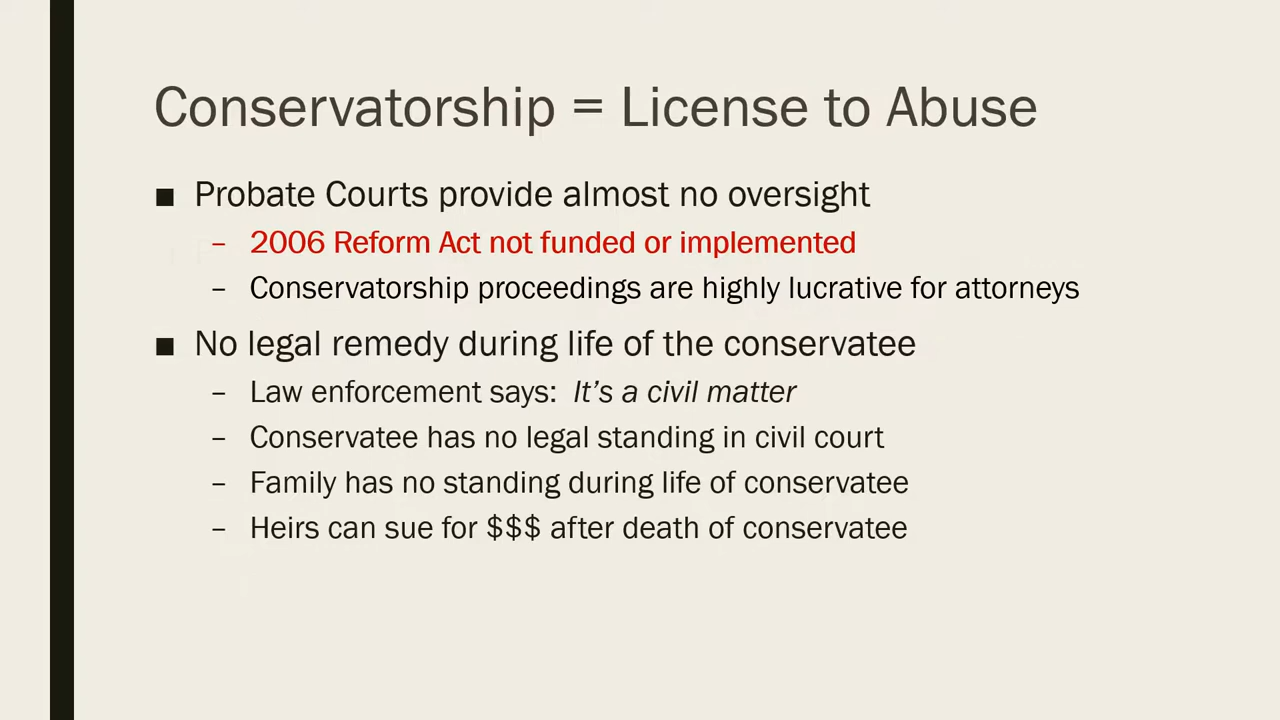 Conservatorship = License to Abuse
■ Probate Courts provide almost no oversight
– 2006 Reform Act not funded or implemented
– Conservatorship proceedings are highly lucrative for attorneys
■ No legal remedy during life of the conservatee
– Law enforcement says: It's a civil matter
– Conservatee has no legal standing in civil court
– Family has no standing during life of conservatee
– Heirs can sue for $$$ after death of conservatee